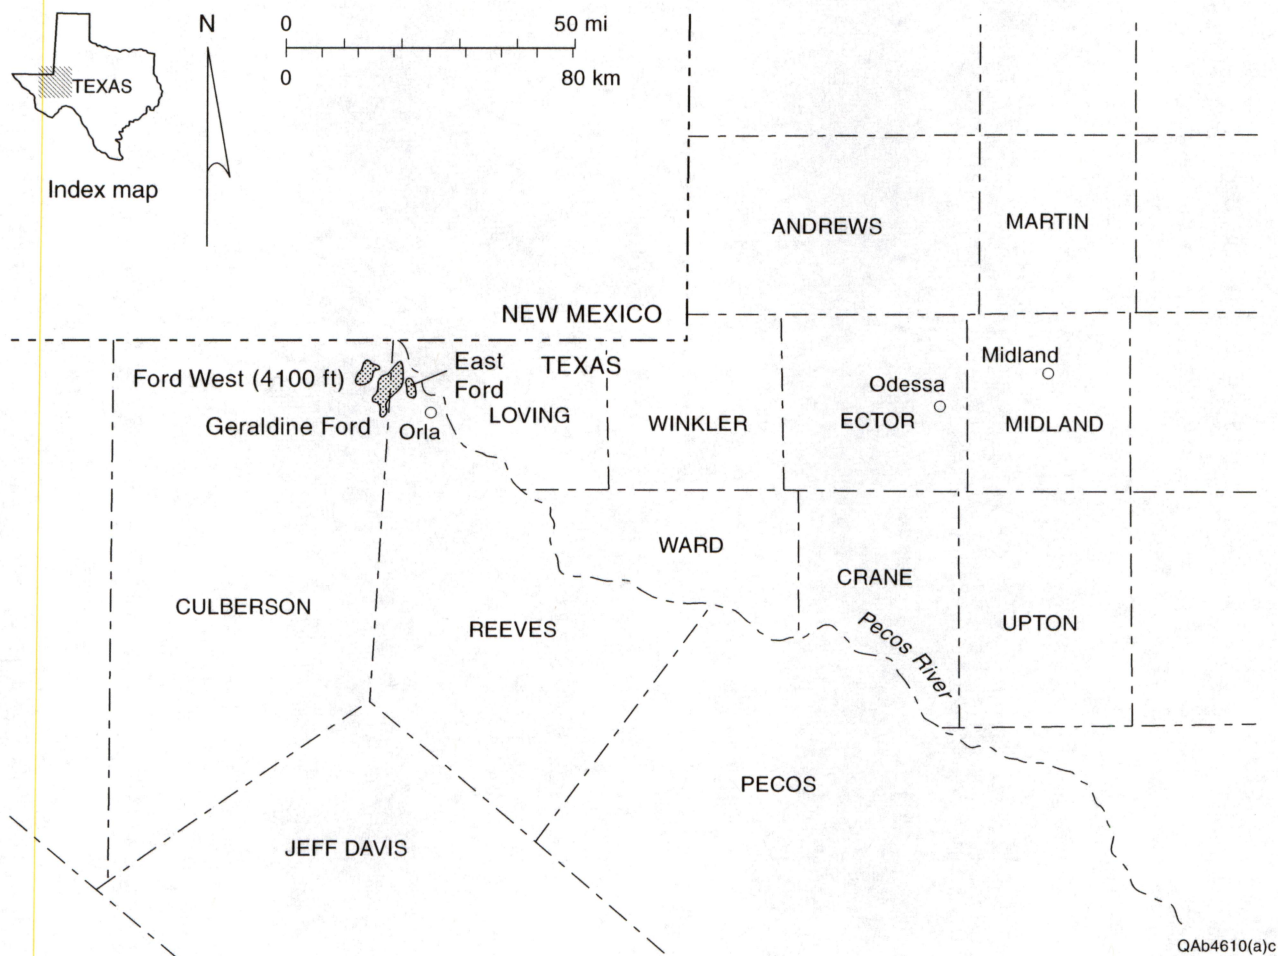 N
0
50 mi
0
80 km
TEXAS
Index map
ANDREWS
MARTIN
NEW MEXICO
TEXAS
Ford West (4100 ft)
East
Ford
Geraldine Ford
Orla
LOVING
WINKLER
Odessa
ECTOR
Midland
MIDLAND
WARD
CRANE
CULBERSON
REEVES
Pecos River
UPTON
PECOS
JEFF DAVIS
QAb4610(a)c